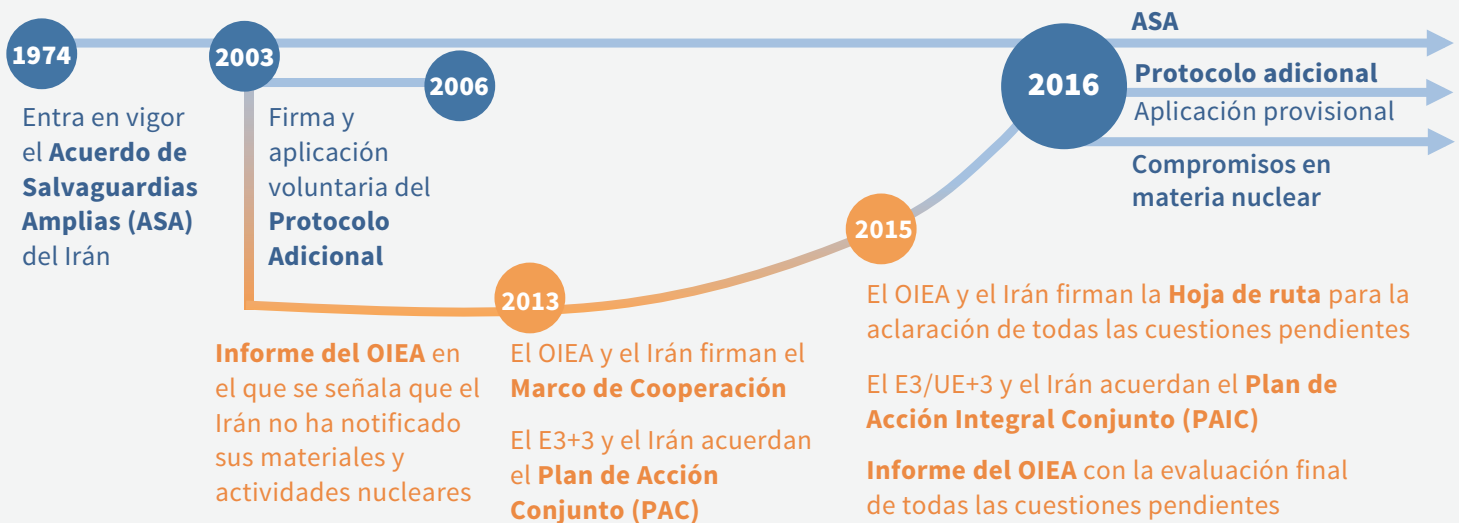 1974
Entra en vigor
el Acuerdo de
Salvaguardias
Amplias (ASA)
del Irán
2003
2006
Firma y
aplicación
voluntaria del
Protocolo
Adicional
Informe del OIEA en
el que se señala que el
Irán no ha notificado
sus materiales y
actividades nucleares
2013
El OIEA y el Irán firman el
Marco de Cooperación
El E3+3 y el Irán acuerdan
el Plan de Acción
Conjunto (PAC)
2015
El OIEA y el Irán firman la Hoja de ruta para la
aclaración de todas las cuestiones pendientes
El E3/UE+3 y el Irán acuerdan el Plan de
Acción Integral Conjunto (PAIC)
Informe del OIEA con la evaluación final
de todas las cuestiones pendientes
2016
ASA
Protocolo adicional
Aplicación provisional
Compromisos en
materia nuclear